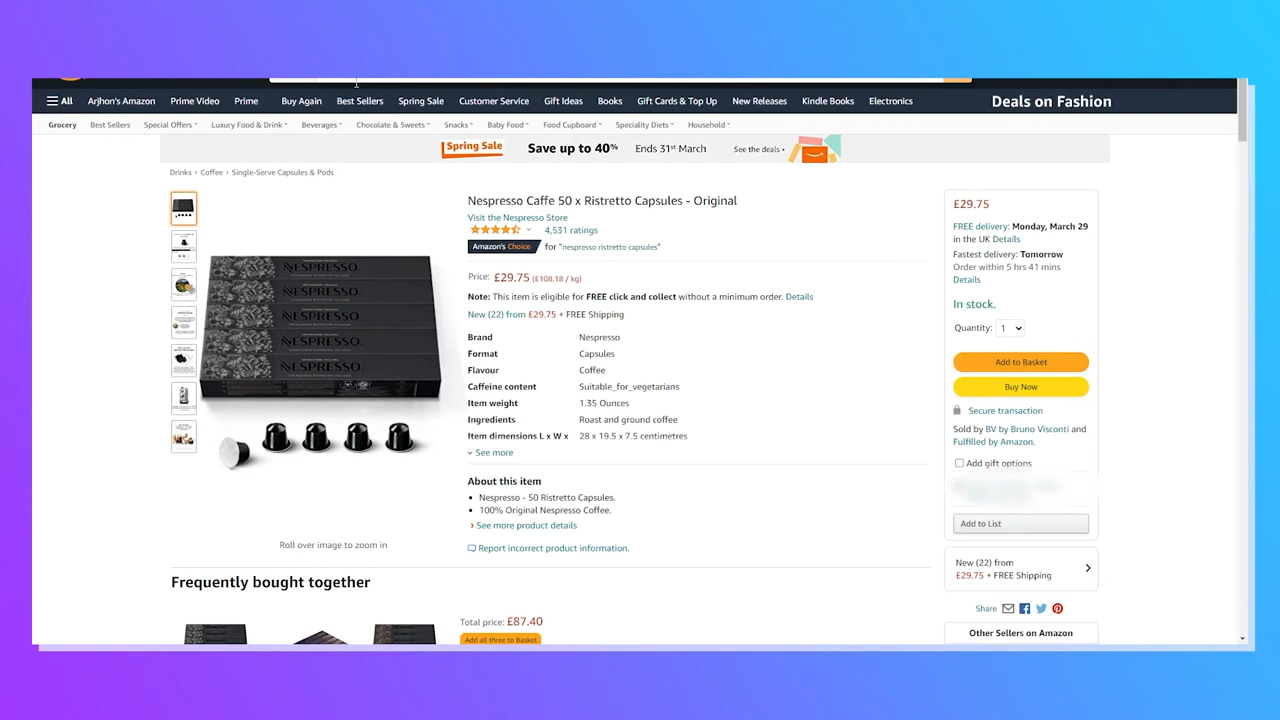 All Arjhon's Amazon Prime Video Prime Buy Again Best Sellers Spring Sale Customer Service Gift Ideas Books Gift Cards & Top Up New Releases Kindle Books Electronics Deals on Fashion
Grocery Best Sellers Special Offers Luxury Food & Drink Beverages Chocolate & Sweets Snacks Baby Food Food Cupboard Speciality Diets Household
Spring Sale Save up to 40% Ends 31st March See the deals
Drinks › Coffee › Single-Serve Capsules & Pods
NESPRESSO
NESPRESSO
NESPRESSO
NESPRESSO
NESPRESSO
Roll over image to zoom in
Nespresso Caffe 50 x Ristretto Capsules - Original
Visit the Nespresso Store
4,531 ratings
Amazon's Choice for "nespresso ristretto capsules"
Price: £29.75 (£108.18 / kg)
Note: This item is eligible for FREE click and collect without a minimum order. Details
New (22) from £29.75 + FREE Shipping
Brand Nespresso
Format Capsules
Flavour Coffee
Caffeine content Suitable_for_vegetarians
Item weight 1.35 Ounces
Ingredients Roast and ground coffee
Item dimensions L x W x 28 x 19.5 x 7.5 centimetres
See more
About this item
• Nespresso - 50 Ristretto Capsules.
• 100% Original Nespresso Coffee.
› See more product details
Report incorrect product information.
£29.75
FREE delivery: Monday, March 29
in the UK Details
Fastest delivery: Tomorrow
Order within 5 hrs 41 mins
Details
In stock.
Quantity: 1
Add to Basket
Buy Now
Secure transaction
Sold by BV by Bruno Visconti and
Fulfilled by Amazon.
Add gift options
Add to List
New (22) from
£29.75 + FREE Shipping
Share
Other Sellers on Amazon
Frequently bought together
Total price: £87.40
Add all three to Basket